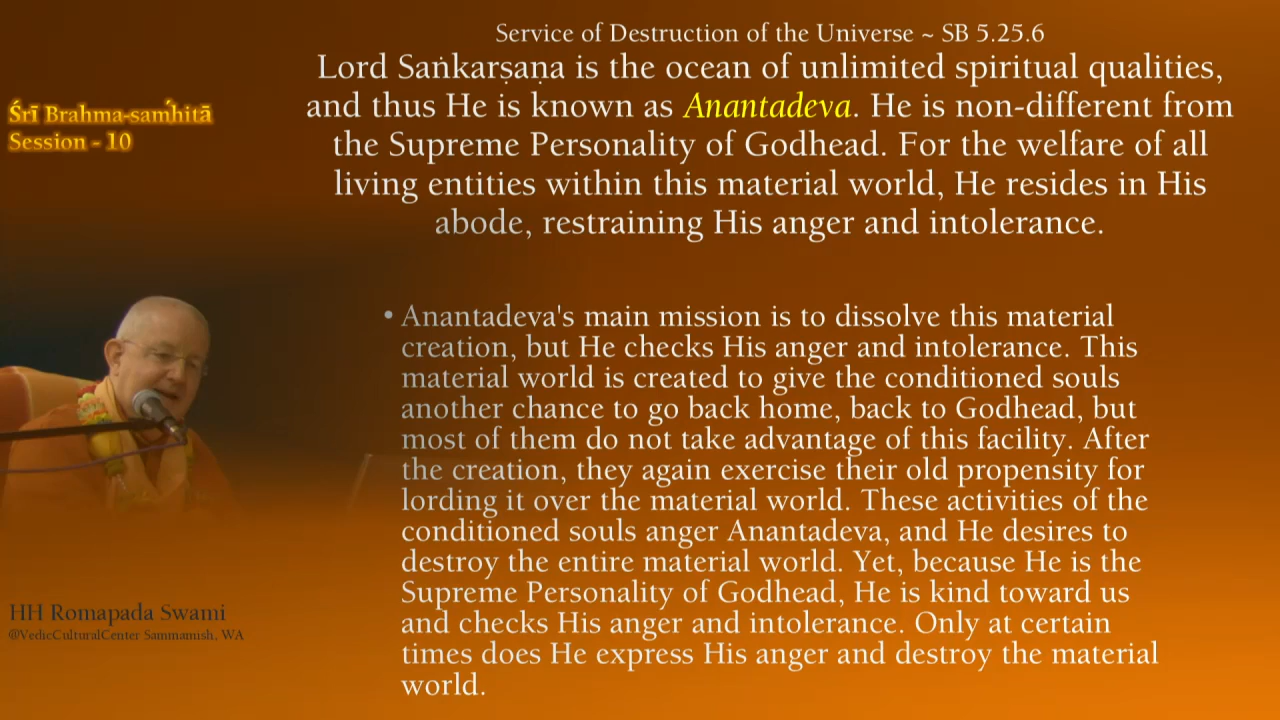 Service of Destruction of the Universe ~ SB 5.25.6
Lord Saṅkarṣaṇa is the ocean of unlimited spiritual qualities,
and thus He is known as Anantadeva. He is non-different from
the Supreme Personality of Godhead. For the welfare of all
living entities within this material world, He resides in His
abode, restraining His anger and intolerance.
Śrī Brahma-saṁhitā
Session - 10
• Anantadeva's main mission is to dissolve this material
creation, but He checks His anger and intolerance. This
material world is created to give the conditioned souls
another chance to go back home, back to Godhead, but
most of them do not take advantage of this facility. After
the creation, they again exercise their old propensity for
lording it over the material world. These activities of the
conditioned souls anger Anantadeva, and He desires to
destroy the entire material world. Yet, because He is the
Supreme Personality of Godhead, He is kind toward us
and checks His anger and intolerance. Only at certain
times does He express His anger and destroy the material
world.
HH Romapada Swami
@VedicCulturalCenter Sammamish, WA